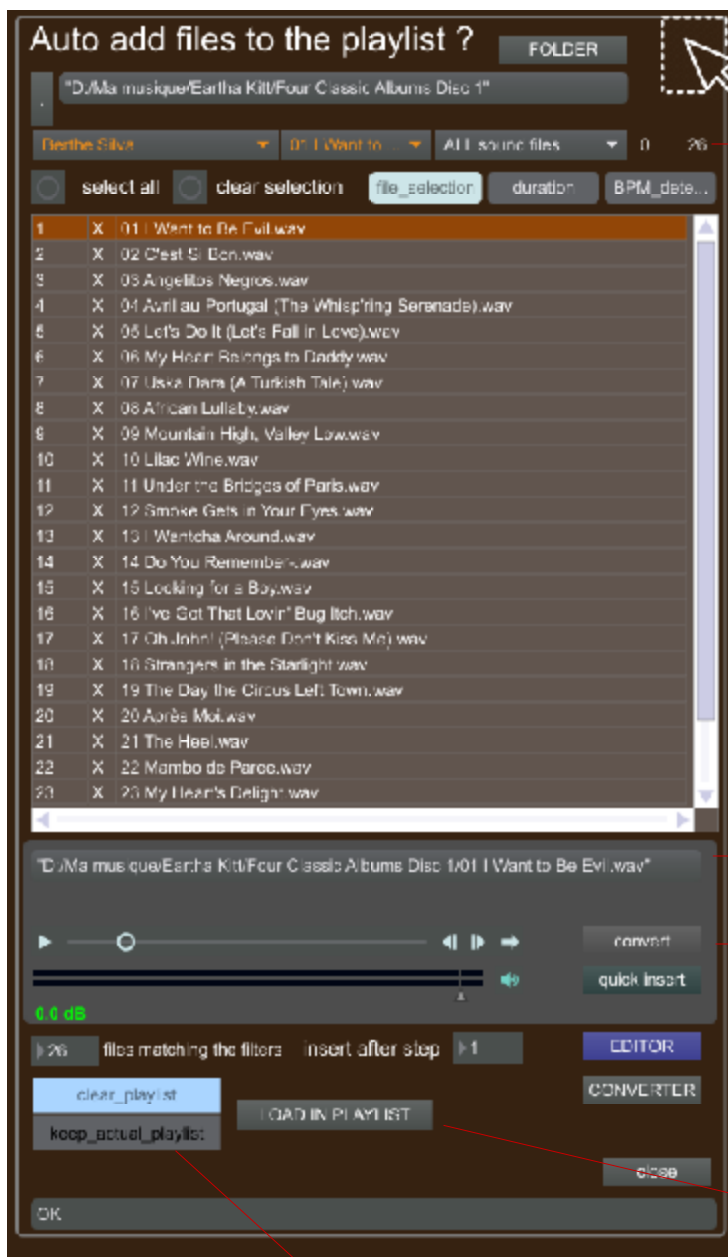 Auto add files to the playlist ?
FOLDER
"D:/Ma musique/Eartha Kitt/Four Classic Albums Disc 1"
Berthe Silva 01 I Want to ... ALL sound files 0 26
select all clear selection file_selection duration BPM_dete...
1 X 01 I Want to Be Evil.wav
2 X 02 C'est Si Bon.wav
3 X 03 Angelitos Negros.wav
4 X 04 Avril au Portugal (The Whisp'ring Serenade).wav
5 X 05 Let's Do It (Let's Fall in Love).wav
6 X 06 My Heart Belongs to Daddy.wav
7 X 07 Uska Dara (A Turkish Tale).wav
8 X 08 African Lullaby.wav
9 X 09 Mountain High, Valley Low.wav
10 X 10 Lilac Wine.wav
11 X 11 Under the Bridges of Paris.wav
12 X 12 Smoke Gets in Your Eyes.wav
13 X 13 I Wantcha Around.wav
14 X 14 Do You Remember-.wav
15 X 15 Looking for a Boy.wav
16 X 16 I've Got That Lovin' Bug Itch.wav
17 X 17 Oh John! (Please Don't Kiss Me).wav
18 X 18 Strangers in the Starlight.wav
19 X 19 The Day the Circus Left Town.wav
20 X 20 Après Moi.wav
21 X 21 The Heel.wav
22 X 22 Mambo de Paree.wav
23 X 23 My Heart's Delight.wav
"D:/Ma musique/Eartha Kitt/Four Classic Albums Disc 1/01 I Want to Be Evil.wav"
convert
quick insert
0.0 dB
26 files matching the filters insert after step 1
EDITOR
clear_playlist
CONVERTER
LOAD IN PLAYLIST
keep_actual_playlist
close
OK